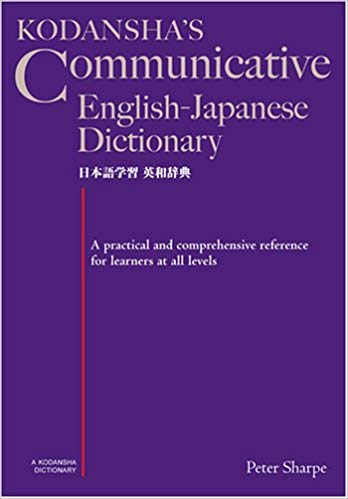 KODANSHA'S
Communicative
English-Japanese
Dictionary
日本語学習 英和辞典
A practical and comprehensive reference
for learners at all levels
A KODANSHA
DICTIONARY
Peter Sharpe